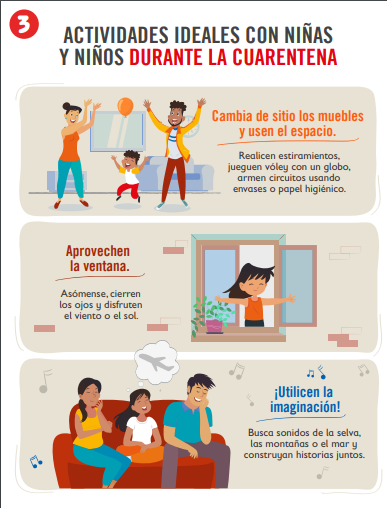 3
ACTIVIDADES IDEALES CON NIÑAS
Y NIÑOS DURANTE LA CUARENTENA
Cambia de sitio los muebles
y usen el espacio.
Realicen estiramientos,
jueguen vóley con un globo,
armen circuitos usando
envases o papel higiénico.
Aprovechen
la ventana.
Asómense, cierren
los ojos y disfruten
el viento o el sol.
¡Utilicen la
imaginación!
Busca sonidos de la selva,
las montañas o el mar y
construyan historias juntos.